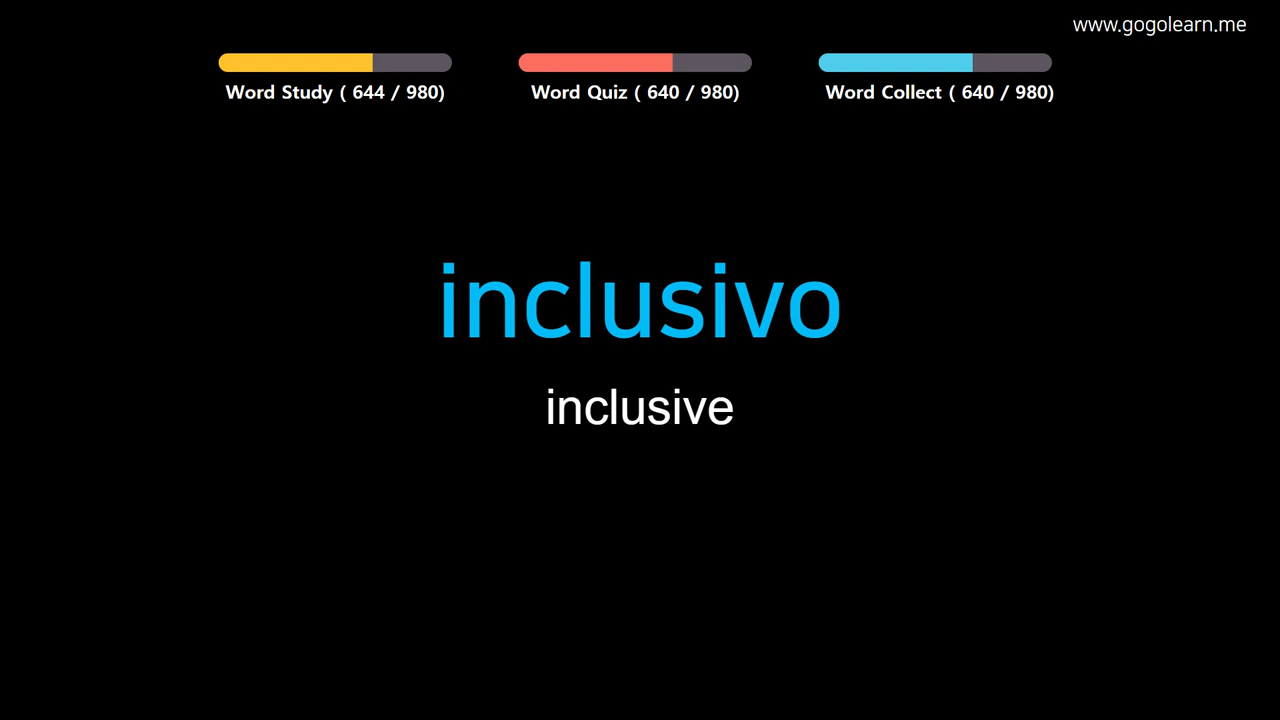 www.gogolearn.me
Word Study ( 644 / 980)
Word Quiz ( 640 / 980)
Word Collect ( 640 / 980)
inclusivo
inclusive